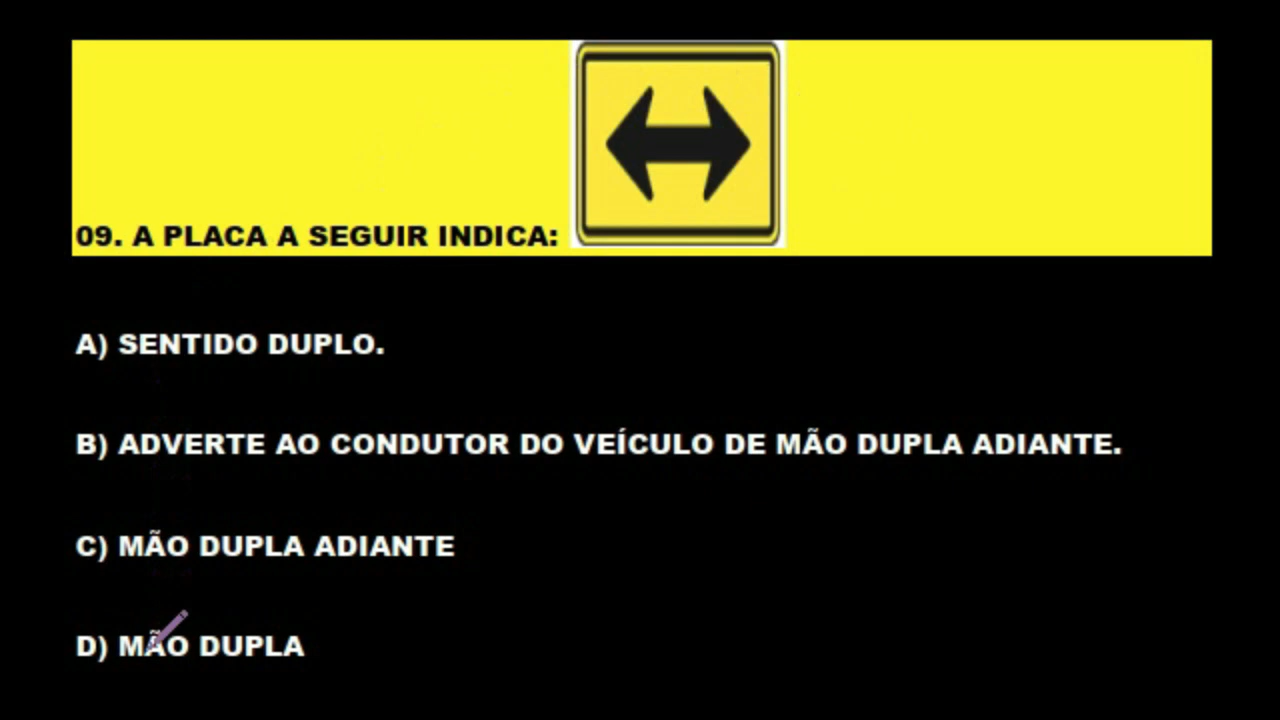 09. A PLACA A SEGUIR INDICA:
A) SENTIDO DUPLO.
B) ADVERTE AO CONDUTOR DO VEÍCULO DE MÃO DUPLA ADIANTE.
C) MÃO DUPLA ADIANTE
D) MÃO DUPLA